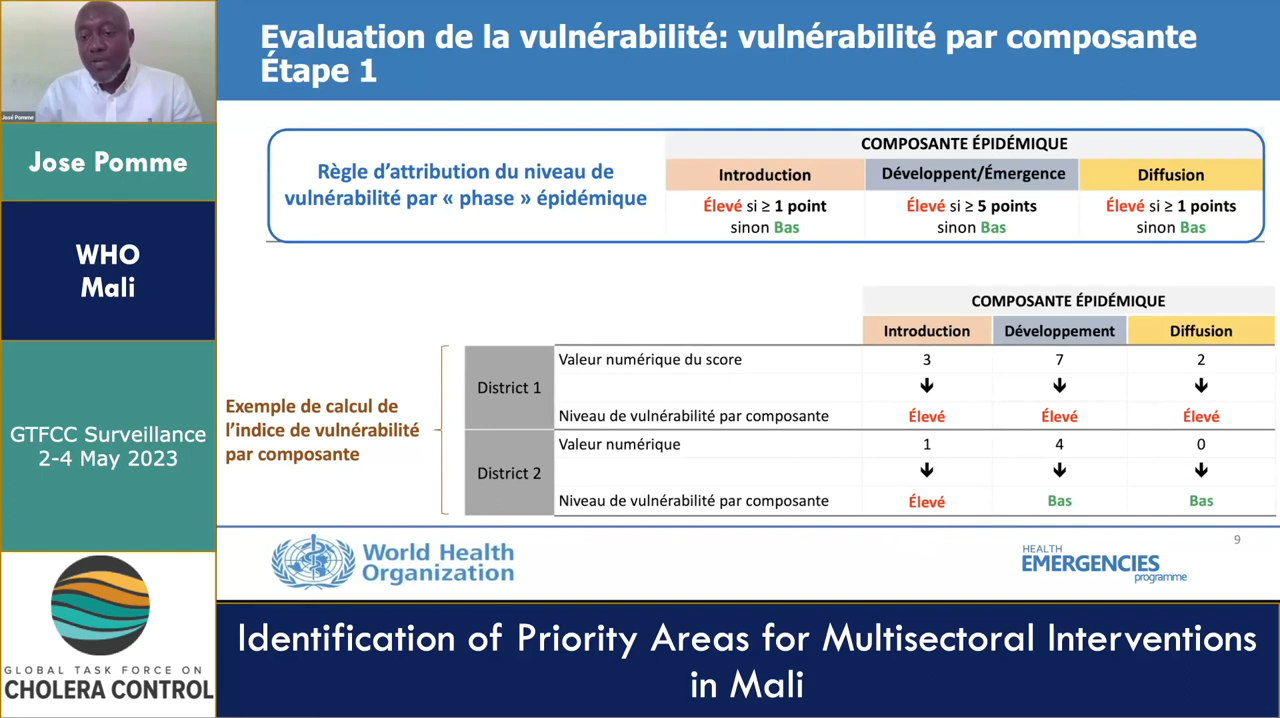 José Pomme
Jose Pomme
WHO
Mali
GTFCC Surveillance
2-4 May 2023
GLOBAL TASK FORCE ON
CHOLERA CONTROL
Evaluation de la vulnérabilité: vulnérabilité par composante
Étape 1
Règle d'attribution du niveau de
vulnérabilité par « phase » épidémique
COMPOSANTE ÉPIDÉMIQUE
Introduction Développent/Émergence Diffusion
Élevé si ≥ 1 point Élevé si ≥ 5 points Élevé si ≥ 1 points
sinon Bas sinon Bas sinon Bas
COMPOSANTE ÉPIDÉMIQUE
Introduction Développement Diffusion
Exemple de calcul de
l'indice de vulnérabilité
par composante
District 1
Valeur numérique du score 3 7 2
Niveau de vulnérabilité par composante Élevé Élevé Élevé
District 2
Valeur numérique 1 4 0
Niveau de vulnérabilité par composante Élevé Bas Bas
World Health
Organization
HEALTH
EMERGENCIES
programme
9
Identification of Priority Areas for Multisectoral Interventions
in Mali